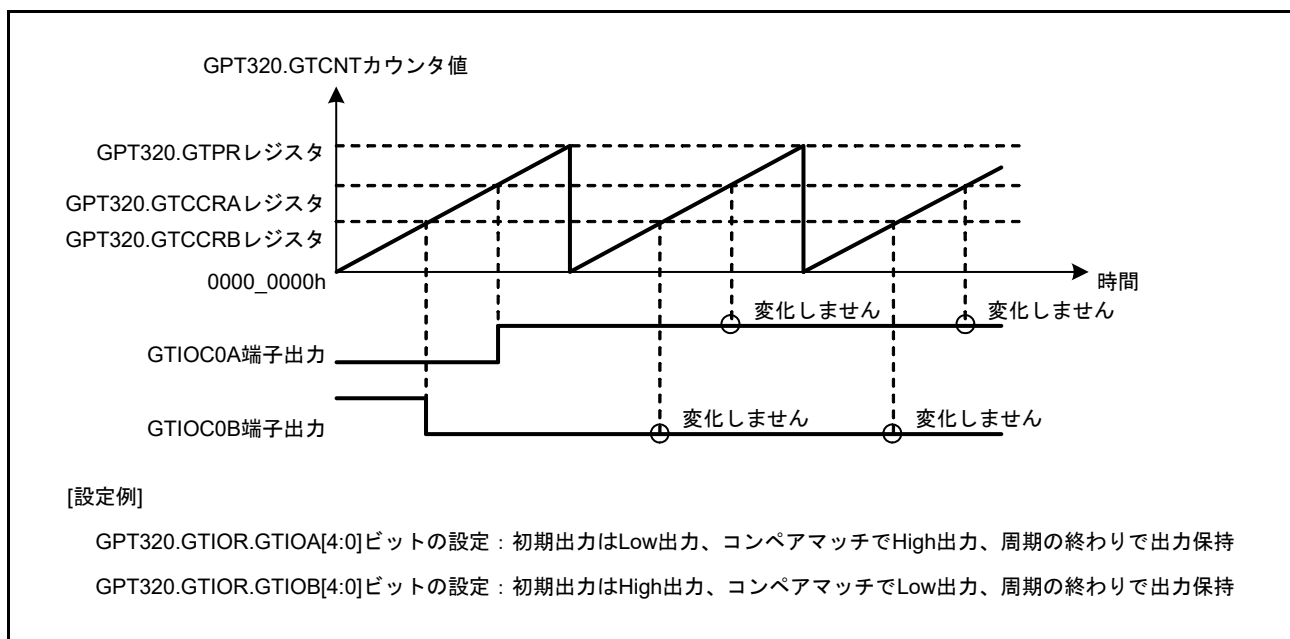 GPT320.GTCNTカウンタ値
GPT320.GTPRレジスタ
GPT320.GTCCRAレジスタ
GPT320.GTCCRBレジスタ
0000_0000h
時間
変化しません
変化しません
GTIOC0A端子出力
変化しません
変化しません
GTIOC0B端子出力
[設定例]
GPT320.GTIOR.GTIOA[4:0]ビットの設定：初期出力はLow出力、コンペアマッチでHigh出力、周期の終わりで出力保持
GPT320.GTIOR.GTIOB[4:0]ビットの設定：初期出力はHigh出力、コンペアマッチでLow出力、周期の終わりで出力保持